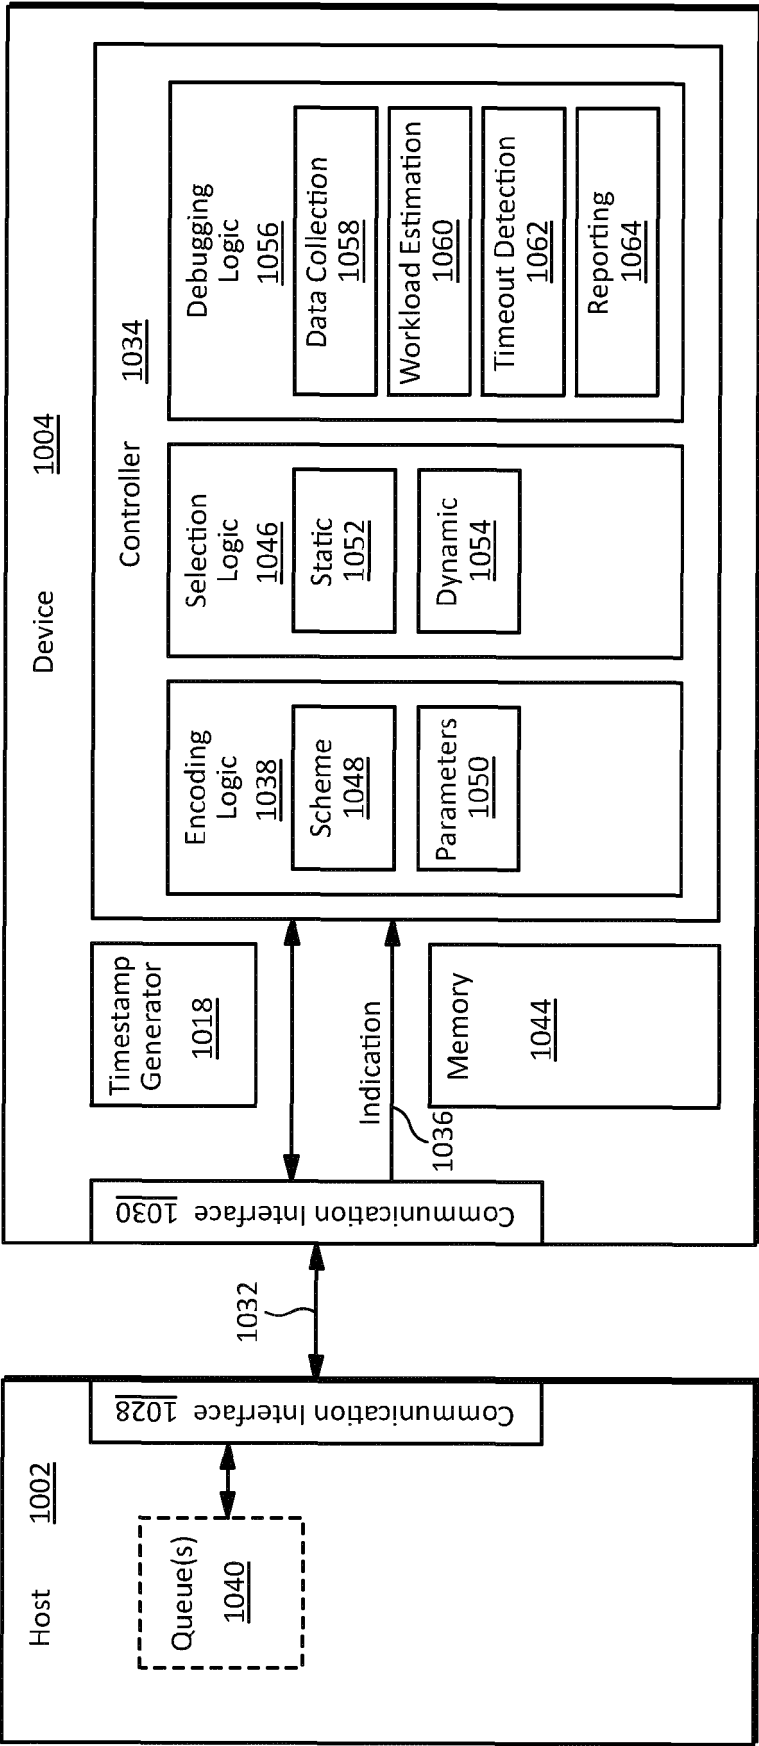 Host 1002
Queue(s)
1040
Communication Interface 1028
1032
Communication Interface 1030
Device 1004
Timestamp
Generator
1018
Indication
1036
Memory
1044
Controller 1034
Encoding
Logic
1038
Scheme
1048
Parameters
1050
Selection
Logic
1046
Static
1052
Dynamic
1054
Debugging
Logic
1056
Data Collection
1058
Workload Estimation
1060
Timeout Detection
1062
Reporting
1064